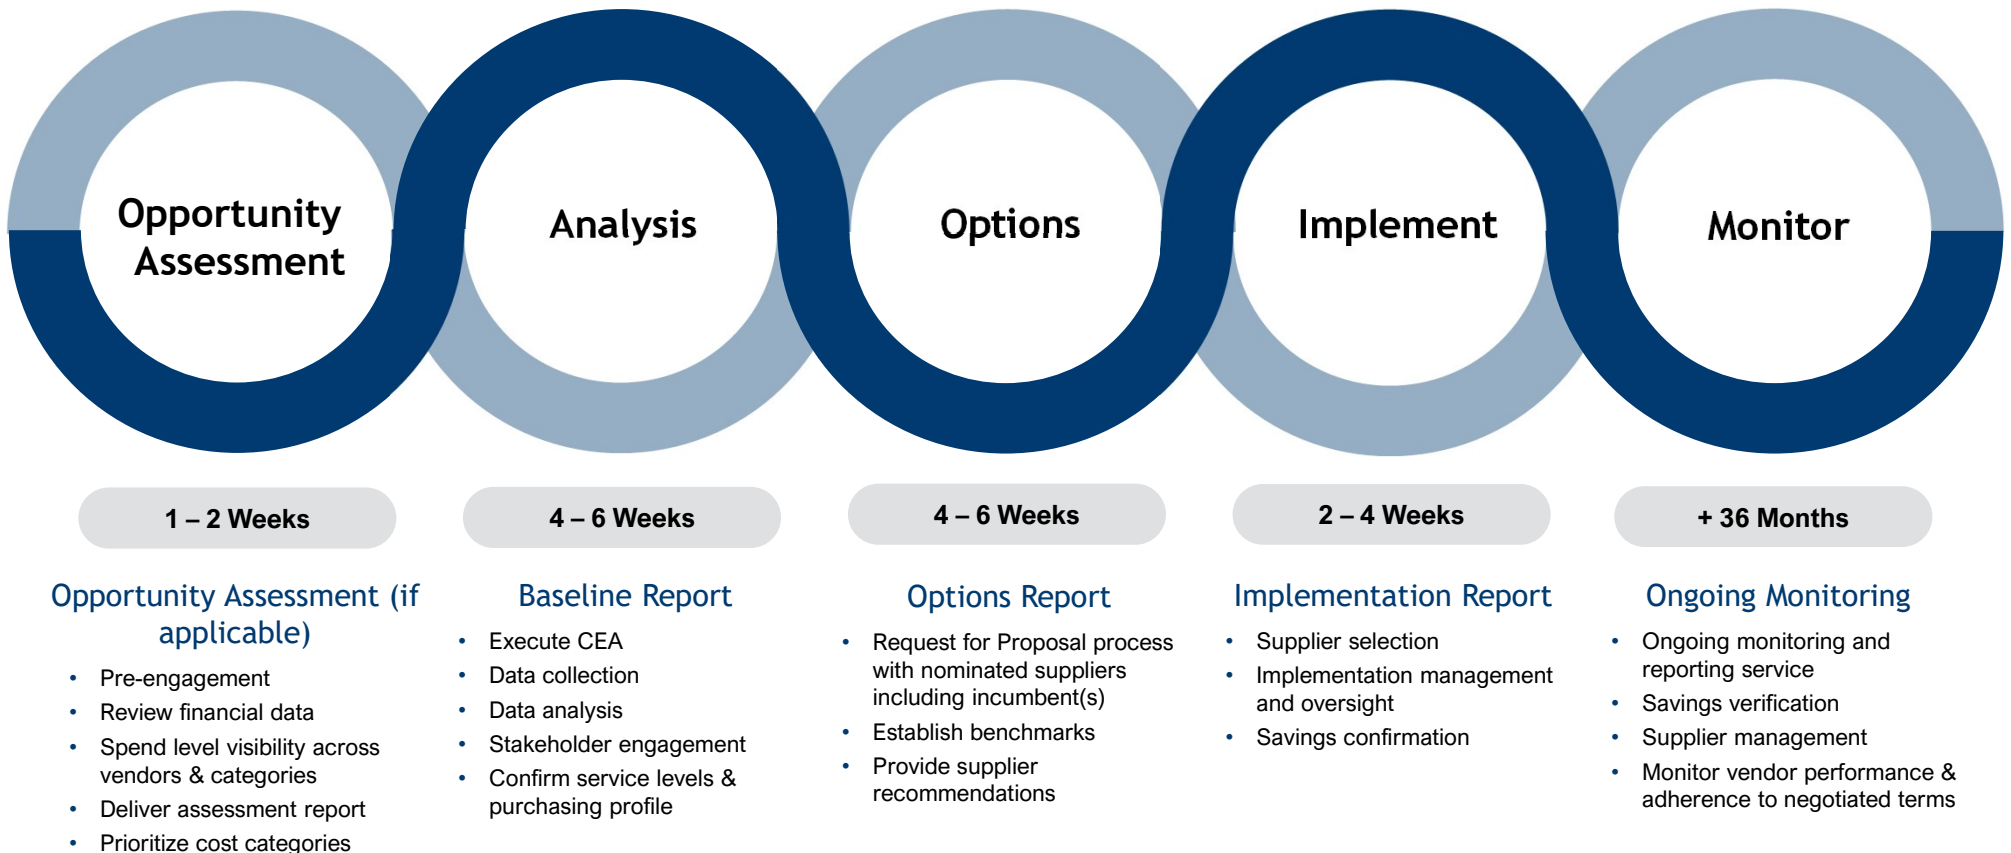 Opportunity
Assessment
Analysis
Options
Implement
Monitor
1 – 2 Weeks
4 – 6 Weeks
4 – 6 Weeks
2 – 4 Weeks
+ 36 Months
Opportunity Assessment (if
applicable)
• Pre-engagement
• Review financial data
• Spend level visibility across
vendors & categories
• Deliver assessment report
• Prioritize cost categories
Baseline Report
• Execute CEA
• Data collection
• Data analysis
• Stakeholder engagement
• Confirm service levels &
purchasing profile
Options Report
• Request for Proposal process
with nominated suppliers
including incumbent(s)
• Establish benchmarks
• Provide supplier
recommendations
Implementation Report
• Supplier selection
• Implementation management
and oversight
• Savings confirmation
Ongoing Monitoring
• Ongoing monitoring and
reporting service
• Savings verification
• Supplier management
• Monitor vendor performance &
adherence to negotiated terms